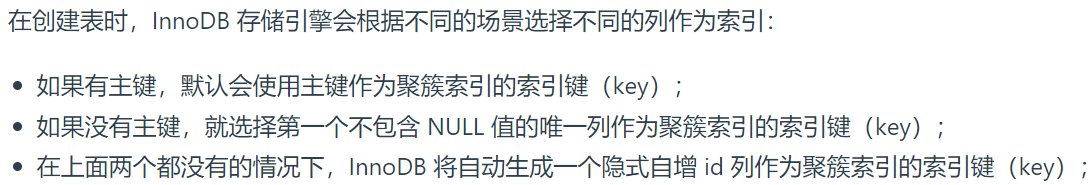 在创建表时，InnoDB 存储引擎会根据不同的场景选择不同的列作为索引：
• 如果有主键，默认会使用主键作为聚簇索引的索引键（key）；
• 如果没有主键，就选择第一个不包含 NULL 值的唯一列作为聚簇索引的索引键（key）；
• 在上面两个都没有的情况下，InnoDB 将自动生成一个隐式自增 id 列作为聚簇索引的索引键（key）；